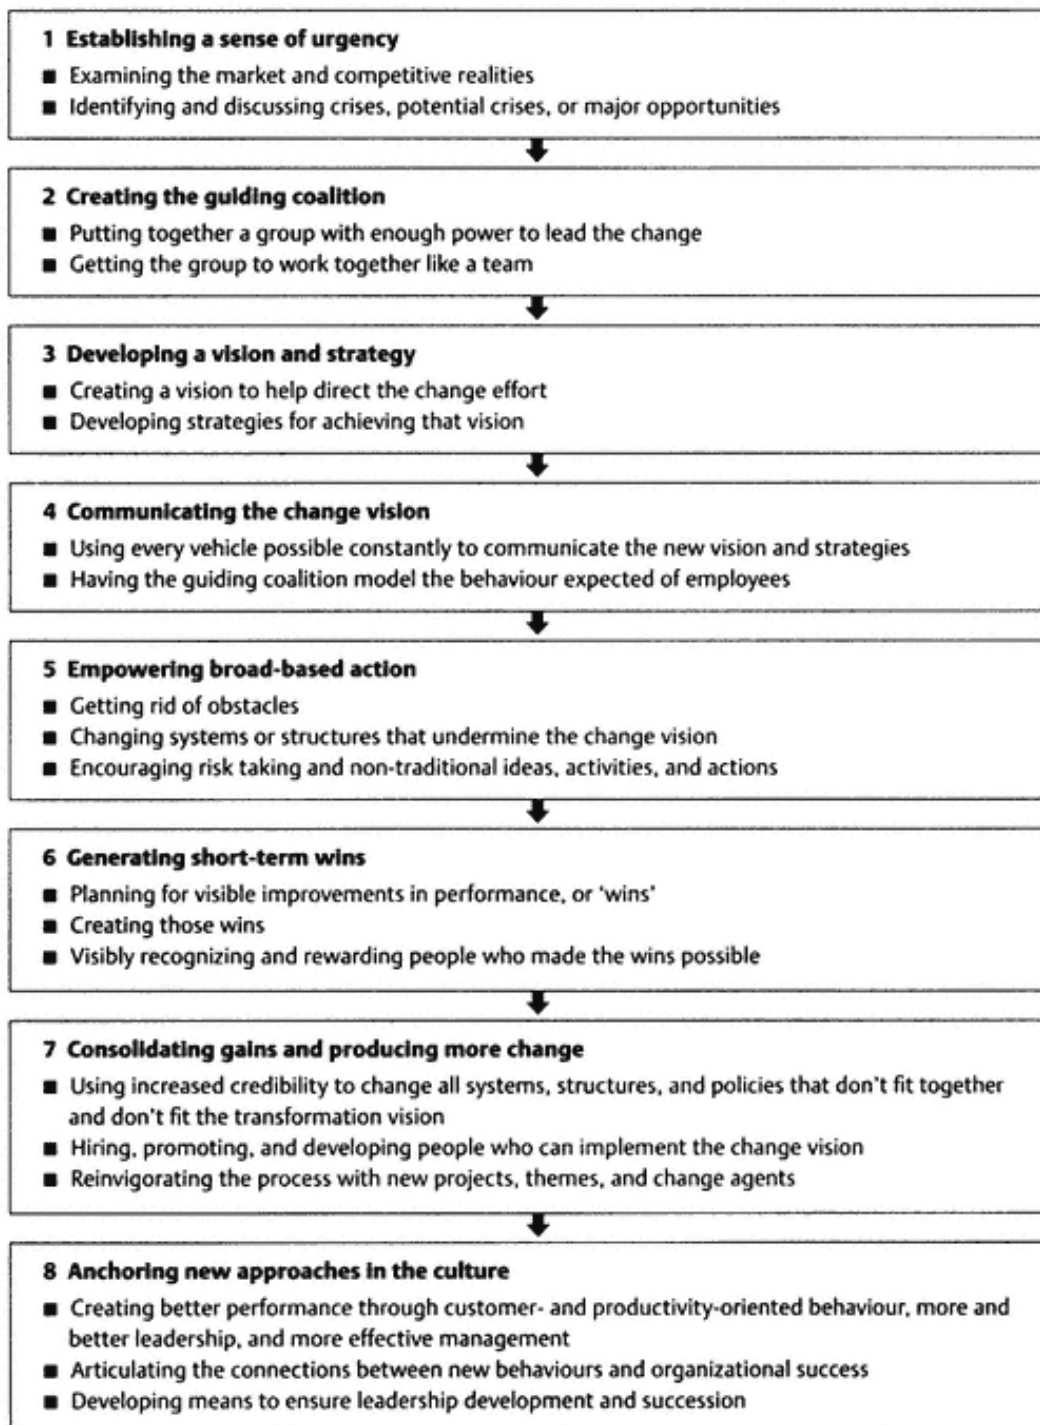 1 Establishing a sense of urgency
■ Examining the market and competitive realities
■ Identifying and discussing crises, potential crises, or major opportunities
2 Creating the guiding coalition
■ Putting together a group with enough power to lead the change
■ Getting the group to work together like a team
3 Developing a vision and strategy
■ Creating a vision to help direct the change effort
■ Developing strategies for achieving that vision
4 Communicating the change vision
■ Using every vehicle possible constantly to communicate the new vision and strategies
■ Having the guiding coalition model the behaviour expected of employees
5 Empowering broad-based action
■ Getting rid of obstacles
■ Changing systems or structures that undermine the change vision
■ Encouraging risk taking and non-traditional ideas, activities, and actions
6 Generating short-term wins
■ Planning for visible improvements in performance, or ‘wins’
■ Creating those wins
■ Visibly recognizing and rewarding people who made the wins possible
7 Consolidating gains and producing more change
■ Using increased credibility to change all systems, structures, and policies that don't fit together
and don't fit the transformation vision
■ Hiring, promoting, and developing people who can implement the change vision
■ Reinvigorating the process with new projects, themes, and change agents
8 Anchoring new approaches in the culture
■ Creating better performance through customer- and productivity-oriented behaviour, more and
better leadership, and more effective management
■ Articulating the connections between new behaviours and organizational success
■ Developing means to ensure leadership development and succession